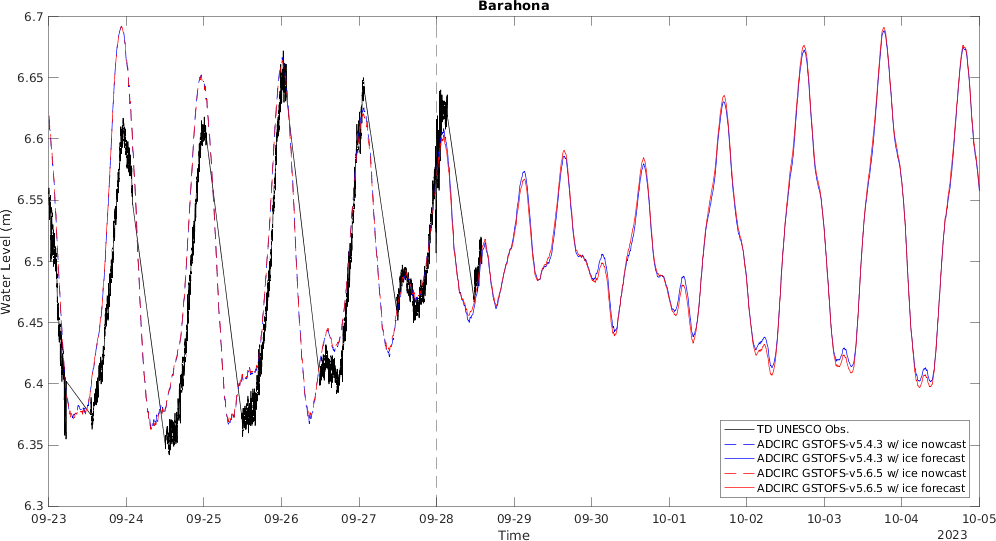 Barahona
6.7
6.65
6.6
6.55
6.5
6.45
6.4
6.35
6.3
Water Level (m)
TD UNESCO Obs.
ADCIRC GSTOFS-v5.4.3 w/ ice nowcast
ADCIRC GSTOFS-v5.4.3 w/ ice forecast
ADCIRC GSTOFS-v5.6.5 w/ ice nowcast
ADCIRC GSTOFS-v5.6.5 w/ ice forecast
09-23 09-24 09-25 09-26 09-27 09-28 09-29 09-30 10-01 10-02 10-03 10-04 10-05
Time
2023